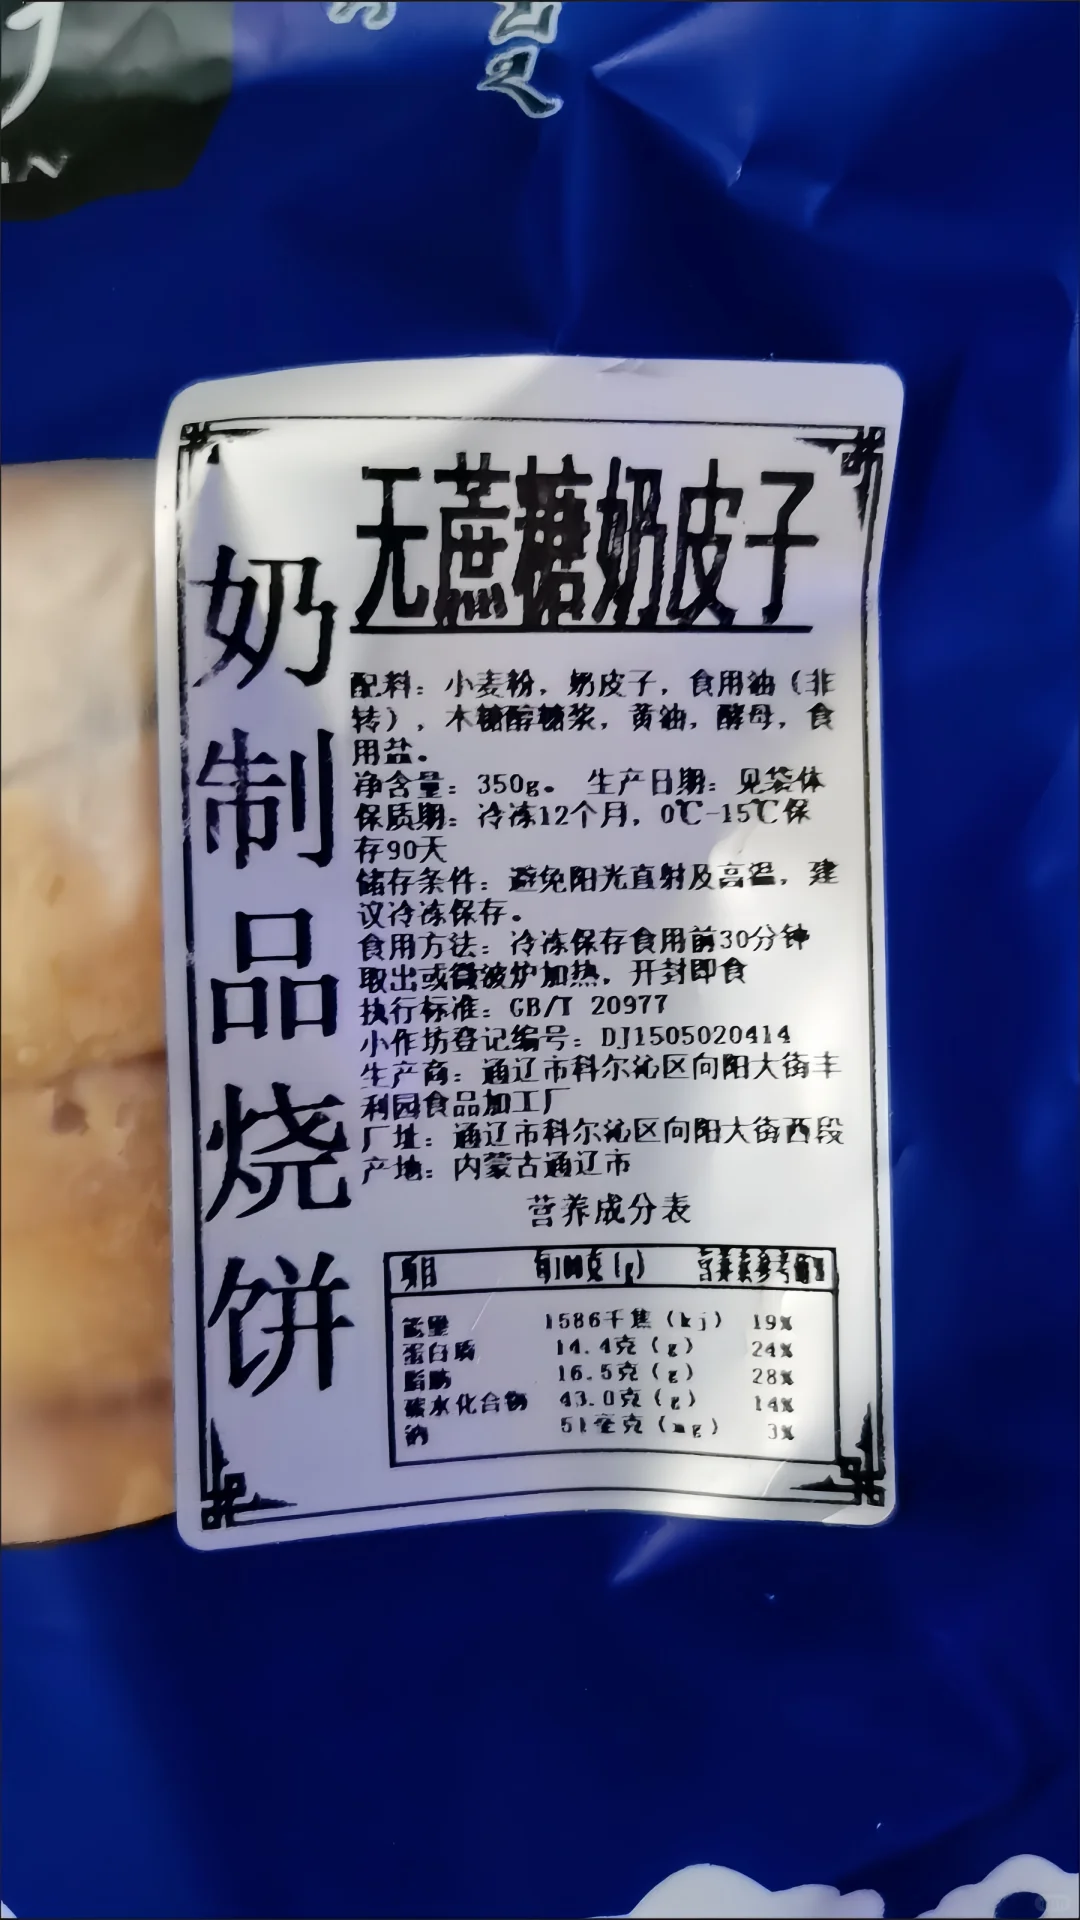 无蔗糖奶皮子
奶制品烧饼
配料：小麦粉，奶皮子，食用油（非
转），木糖醇糖浆，黄油，酵母，食
用盐。
净含量：350g。 生产日期：见袋体
保质期：冷冻12个月，0℃-15℃保
存90天
储存条件：避免阳光直射及高温，建
议冷冻保存。
食用方法：冷冻保存食用前30分钟
取出或微波炉加热，开封即食
执行标准：GB/T 20977
小作坊登记编号：DJ1505020414
生产商：通辽市科尔沁区向阳大街丰
利园食品加工厂
厂址：通辽市科尔沁区向阳大街西段
产地：内蒙古通辽市
营养成分表
项目 每100克(g) 营养素参考值%
能量 1586千焦（kj） 19%
蛋白质 14.4克（g） 24%
脂肪 16.5克（g） 28%
碳水化合物 43.0克（g） 14%
钠 51毫克（mg） 3%